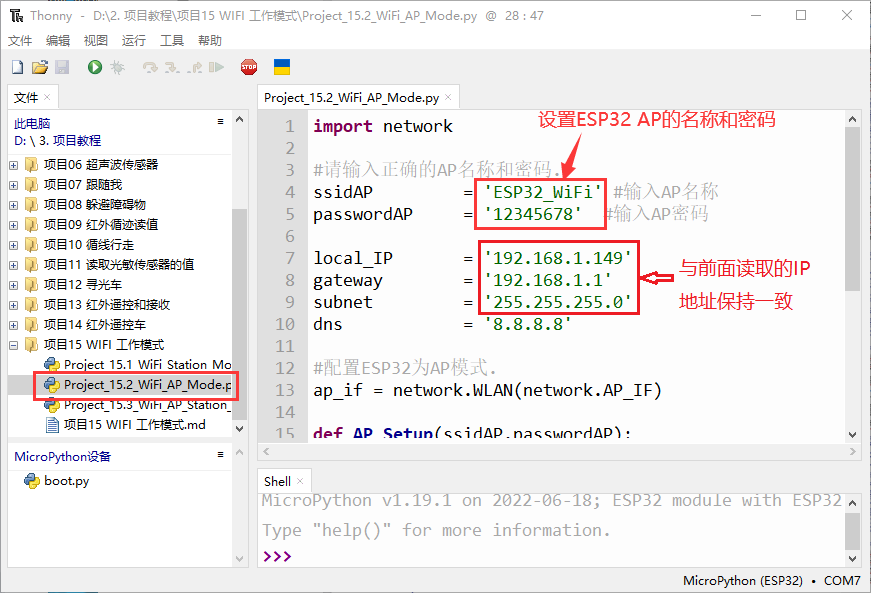 Thonny - D:\2. 项目教程\项目15 WIFI 工作模式\Project_15.2_WiFi_AP_Mode.py @ 28 : 47
文件 编辑 视图 运行 工具 帮助
STOP
文件 ×
此电脑
D: \ 3. 项目教程
项目06 超声波传感器
项目07 跟随我
项目08 躲避障碍物
项目09 红外循迹读值
项目10 循线行走
项目11 读取光敏传感器的值
项目12 寻光车
项目13 红外遥控和接收
项目14 红外遥控车
项目15 WIFI 工作模式
Project 15.1 WiFi Station Mo
Project_15.2_WiFi_AP_Mode.p
Project_15.3_WiFi_AP_Station_
项目15 WIFI 工作模式.md
MicroPython设备
boot.py
Project_15.2_WiFi_AP_Mode.py ×
设置ESP32 AP的名称和密码
1 import network
2
3 #请输入正确的AP名称和密码.
4 ssidAP = 'ESP32_WiFi' #输入AP名称
5 passwordAP = '12345678' #输入AP密码
6
7 local_IP = '192.168.1.149'
8 gateway = '192.168.1.1'
9 subnet = '255.255.255.0'
10 dns = '8.8.8.8'
与前面读取的IP
地址保持一致
11
12 #配置ESP32为AP模式.
13 ap_if = network.WLAN(network.AP_IF)
14
15 def AP_Setup(ssidAP,passwordAP):
Shell ×
MicroPython v1.19.1 on 2022-06-18; ESP32 module with ESP32
Type "help()" for more information.
>>>
MicroPython (ESP32) • COM7